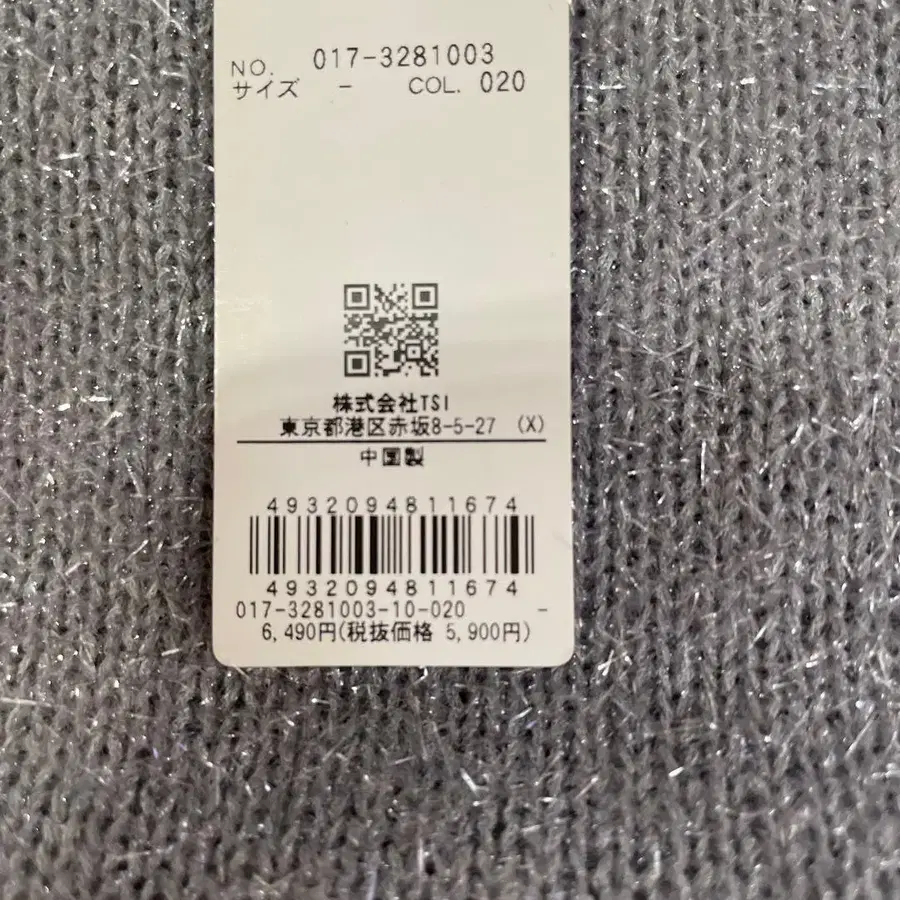 NO. 017-3281003
サイズ - COL. 020
株式会社TSI
東京都港区赤坂8-5-27 (X)
中国製
4932094811674
4932094811674
017-3281003-10-020 -
6,490円(税抜価格 5,900円)